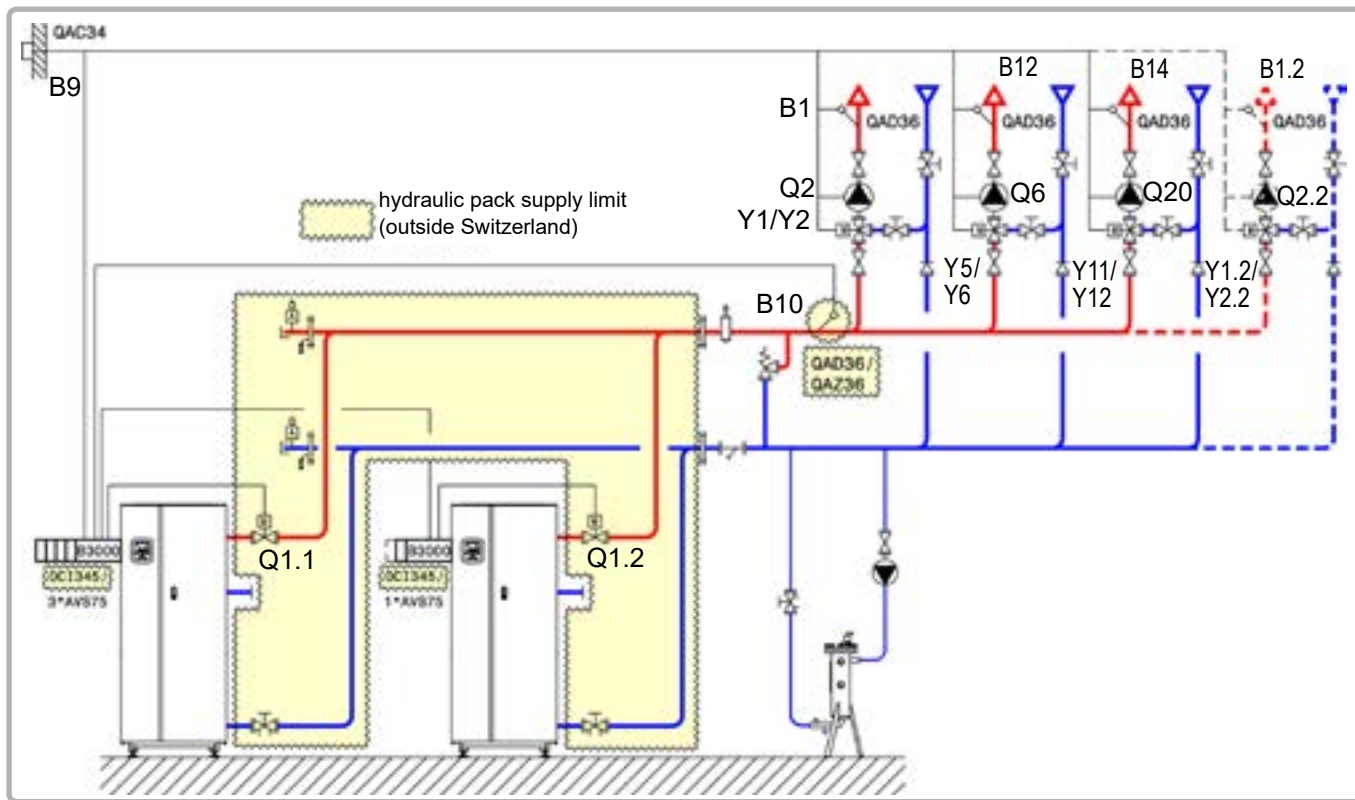 QAC34
B9
B12
B14
B1.2
B1
QAD36
QAD36
QAD36
QAD36
Q2
Q6
Q20
Q2.2
Y1/Y2
hydraulic pack supply limit
(outside Switzerland)
Y5/
Y6
Y11/
Y12
Y1.2/
Y2.2
B10
QAD36/
QAZ36
B3000
Q1.1
B3000
Q1.2
OCI345/
3*AVS75
OCI345/
1*AVS75